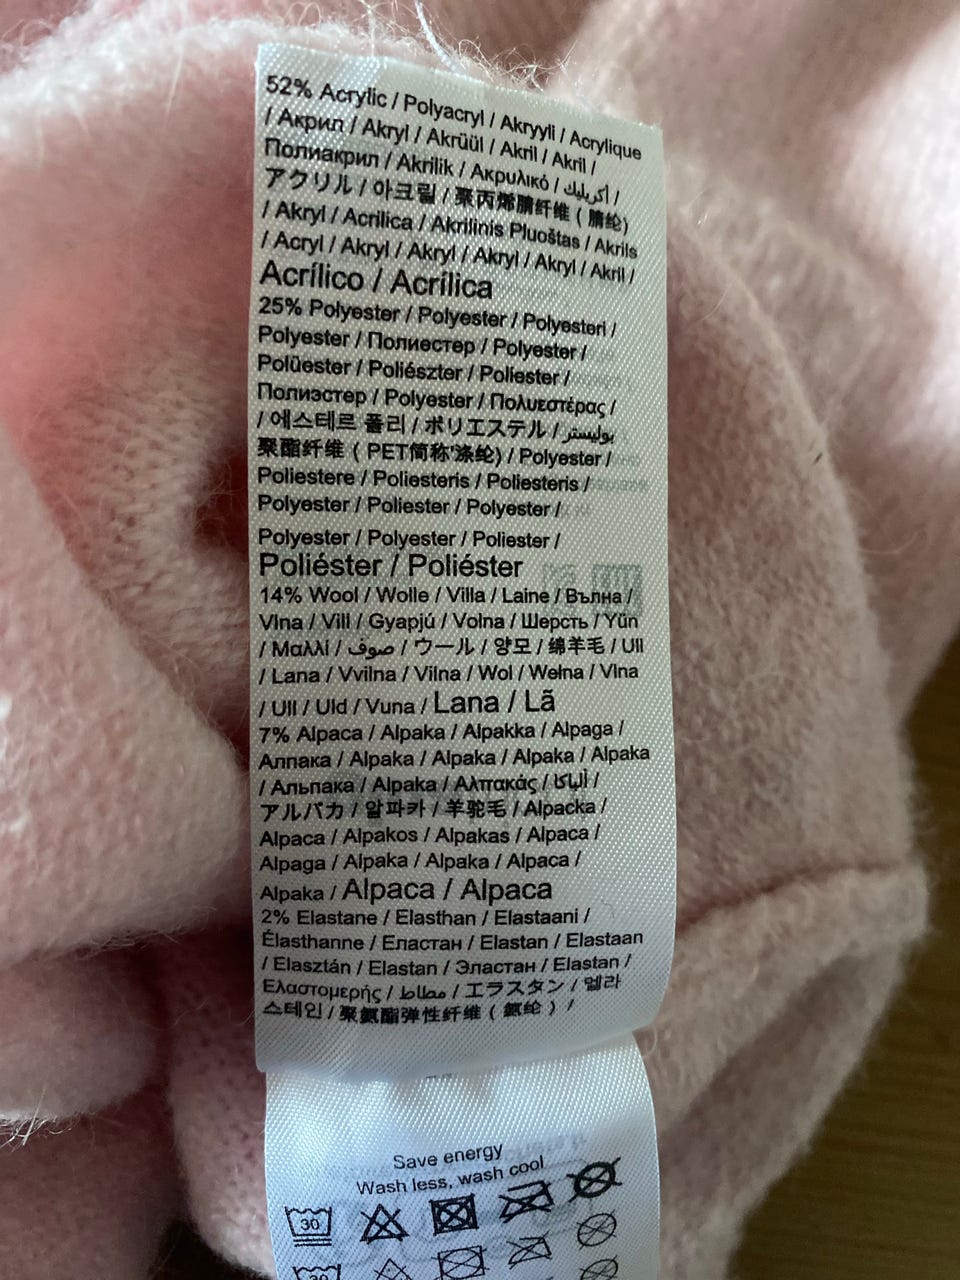 52% Acrylic / Polyacryl / Akryyli / Acrylique
/ Акрил / Akryl / Akrüül / Akril / Akril /
Полиакрил / Akrilik / Ακρυλικό / أكريليك /
アクリル / 아크릴 / 聚丙烯腈纤维 ( 腈纶)
/ Akryl / Acrilica / Akrilinis Pluoštas / Akrils
/ Acryl / Akryl / Akryl / Akryl / Akryl / Akril /
Acrílico / Acrílica
25% Polyester / Polyester / Polyesteri /
Polyester / Полиестер / Polyester /
Polüester / Poliészter / Poliester /
Полиэстер / Polyester / Πολυεστέρας /
/ 에스테르 폴리 / ポリエステル / بوليستر
聚酯纤维 ( PET简称'涤纶) / Polyester /
Poliestere / Poliesteris / Poliesteris /
Polyester / Poliester / Polyester /
Polyester / Polyester / Poliester /
Poliéster / Poliéster
14% Wool / Wolle / Villa / Laine / Вълна /
Vlna / Vill / Gyapjú / Volna / Шерсть / Yün
/ Μαλλί / صوف / ウール / 양모 / 绵羊毛 / Ull
/ Lana / Vvilna / Vilna / Wol / Wełna / Vlna
/ Ull / Uld / Vuna / Lana / Lã
7% Alpaca / Alpaka / Alpakka / Alpaga /
Алпака / Alpaka / Alpaka / Alpaka / Alpaka
/ Альпака / Alpaka / Αλπακάς / ألباكا /
アルパカ / 알파카 / 羊驼毛 / Alpacka /
Alpaca / Alpakos / Alpakas / Alpaca /
Alpaga / Alpaka / Alpaka / Alpaca /
Alpaka / Alpaca / Alpaca
2% Elastane / Elasthan / Elastaani /
Élasthanne / Еластан / Elastan / Elastaan
/ Elasztán / Elastan / Эластан / Elastan /
Ελαστομερής / مطاط / エラスタン / 엘라
스테인 / 聚氨酯弹性纤维 ( 氨纶 ) /
Save energy
Wash less, wash cool
30
30